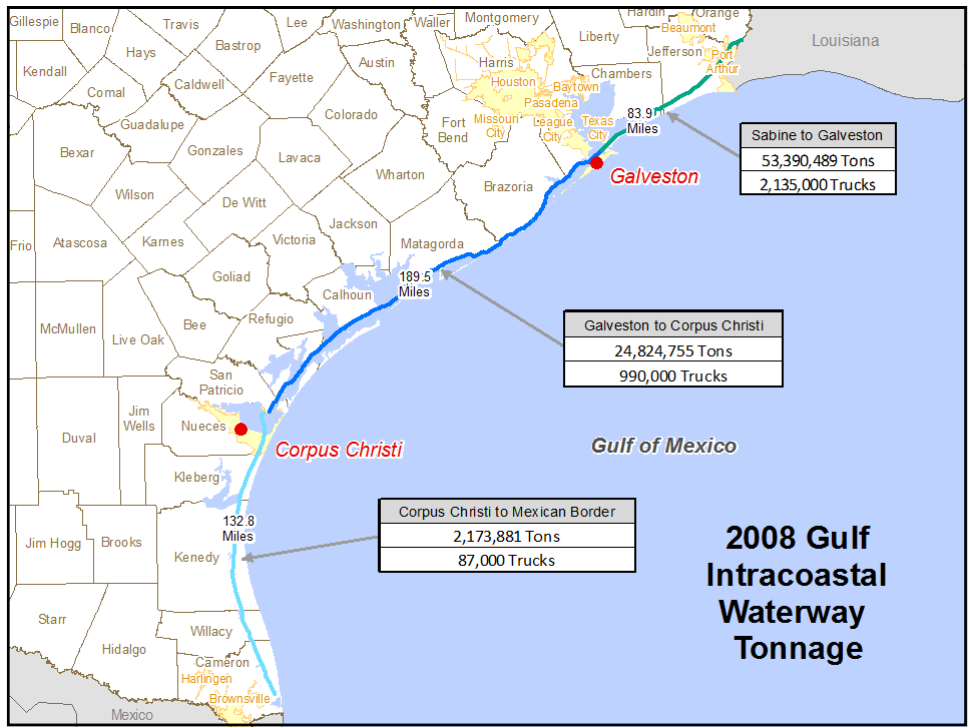 Gillespie
Blanco
Travis
Lee
Washington
Waller
Montgomery
Hardin
Orange
Liberty
Beaumont
Louisiana
Hays
Bastrop
Jefferson
Port
Arthur
Kendall
Austin
Harris
Chambers
Comal
Caldwell
Fayette
Houston
Baytown
Colorado
Pasadena
Guadalupe
Fort
Bend
Missouri
City
League
City
Texas
City
83.9
Miles
Sabine to Galveston
53,390,489 Tons
2,135,000 Trucks
Bexar
Gonzales
Lavaca
Wharton
Brazoria
Galveston
Wilson
De Witt
Jackson
Matagorda
Frio
Atascosa
Karnes
Victoria
Goliad
Calhoun
189.5
Miles
McMullen
Live Oak
Bee
Refugio
Galveston to Corpus Christi
24,824,755 Tons
990,000 Trucks
San
Patricio
Jim
Wells
Nueces
Duval
Corpus Christi
Gulf of Mexico
Kleberg
132.8
Miles
Corpus Christi to Mexican Border
2,173,881 Tons
87,000 Trucks
Jim Hogg
Brooks
Kenedy
2008 Gulf
Intracoastal
Waterway
Tonnage
Starr
Hidalgo
Willacy
Cameron
Harlingen
Brownsville
Mexico